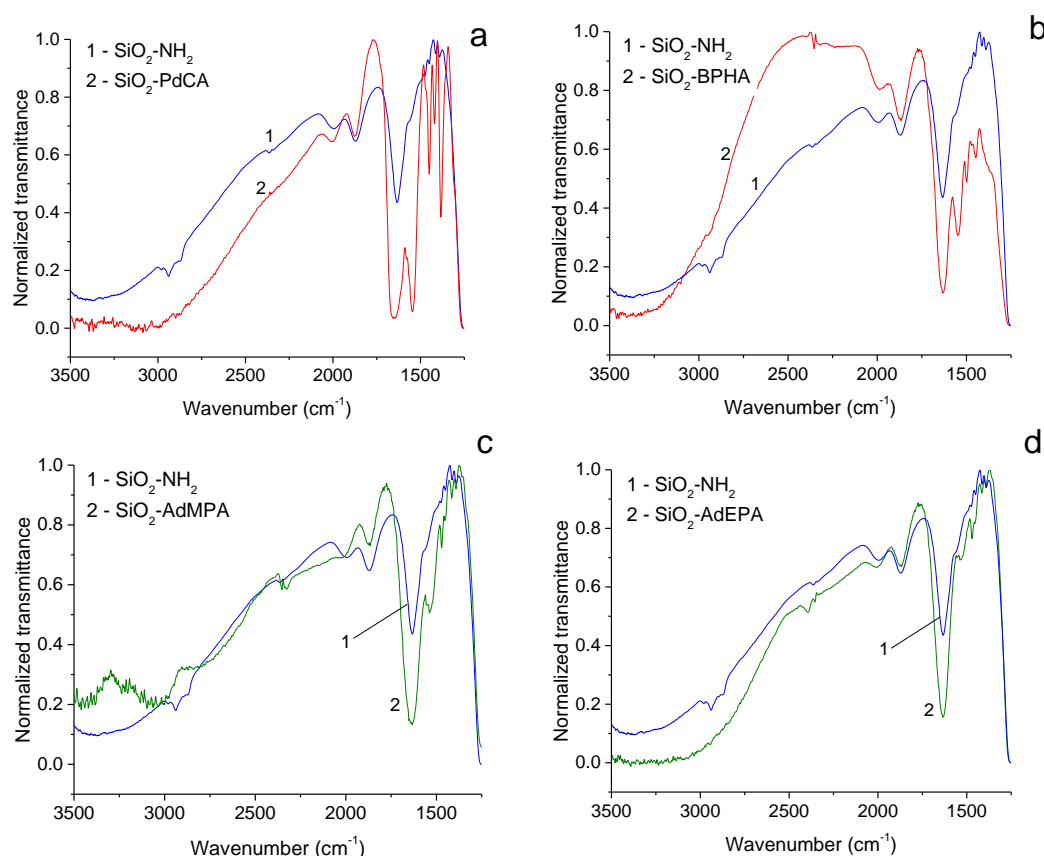 a
1 - SiO₂-NH₂
2 - SiO₂-PdCA
1
2
Normalized transmittance
1.0
0.8
0.6
0.4
0.2
0.0
3500 3000 2500 2000 1500
Wavenumber (cm⁻¹)
b
1 - SiO₂-NH₂
2 - SiO₂-BPHA
2
1
Normalized transmittance
1.0
0.8
0.6
0.4
0.2
0.0
3500 3000 2500 2000 1500
Wavenumber (cm⁻¹)
c
1 - SiO₂-NH₂
2 - SiO₂-AdMPA
1
2
Normalized transmittance
1.0
0.8
0.6
0.4
0.2
0.0
3500 3000 2500 2000 1500
Wavenumber (cm⁻¹)
d
1 - SiO₂-NH₂
2 - SiO₂-AdEPA
1
2
Normalized transmittance
1.0
0.8
0.6
0.4
0.2
0.0
3500 3000 2500 2000 1500
Wavenumber (cm⁻¹)